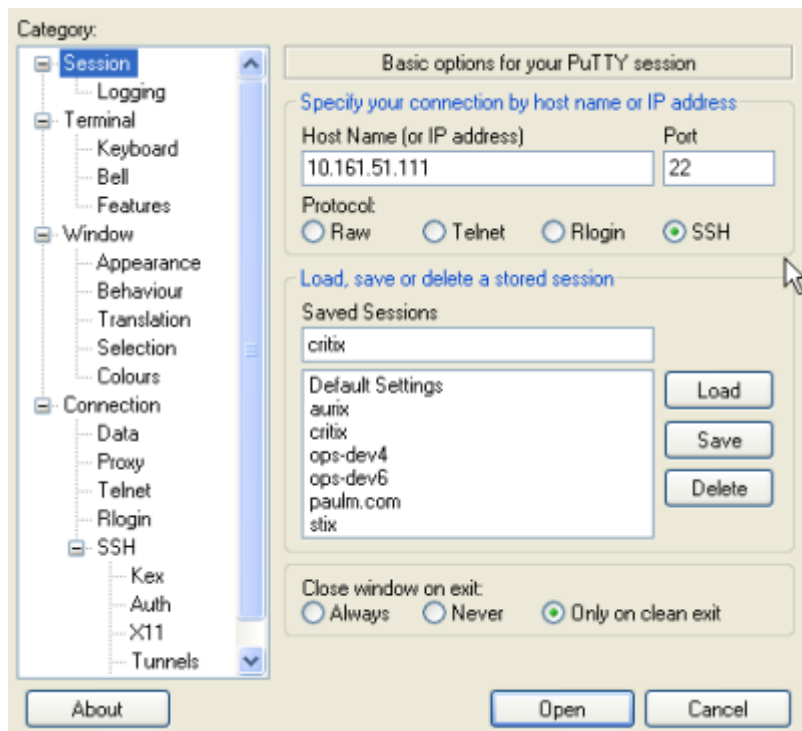 Category:
Session
Logging
Terminal
Keyboard
Bell
Features
Window
Appearance
Behaviour
Translation
Selection
Colours
Connection
Data
Proxy
Telnet
Rlogin
SSH
Kex
Auth
X11
Tunnels
Basic options for your PuTTY session
Specify your connection by host name or IP address
Host Name (or IP address) Port
10.161.51.111 22
Protocol:
Raw Telnet Rlogin SSH
Load, save or delete a stored session
Saved Sessions
critix
Default Settings
aurix
critix
ops-dev4
ops-dev6
paulm.com
stix
Load
Save
Delete
Close window on exit:
Always Never Only on clean exit
About Open Cancel